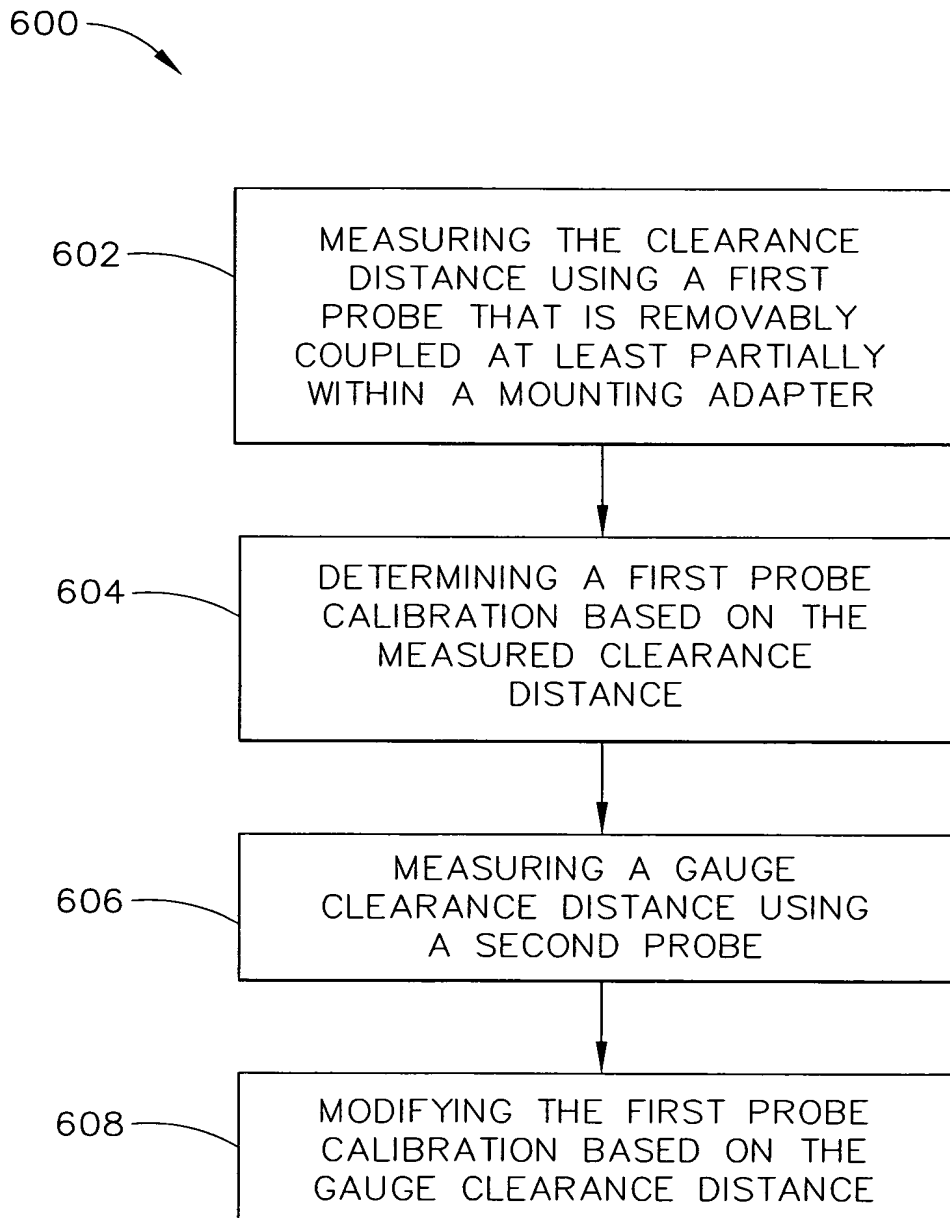 600
602
MEASURING THE CLEARANCE
DISTANCE USING A FIRST
PROBE THAT IS REMOVABLY
COUPLED AT LEAST PARTIALLY
WITHIN A MOUNTING ADAPTER
604
DETERMINING A FIRST PROBE
CALIBRATION BASED ON THE
MEASURED CLEARANCE
DISTANCE
606
MEASURING A GAUGE
CLEARANCE DISTANCE USING
A SECOND PROBE
608
MODIFYING THE FIRST PROBE
CALIBRATION BASED ON THE
GAUGE CLEARANCE DISTANCE